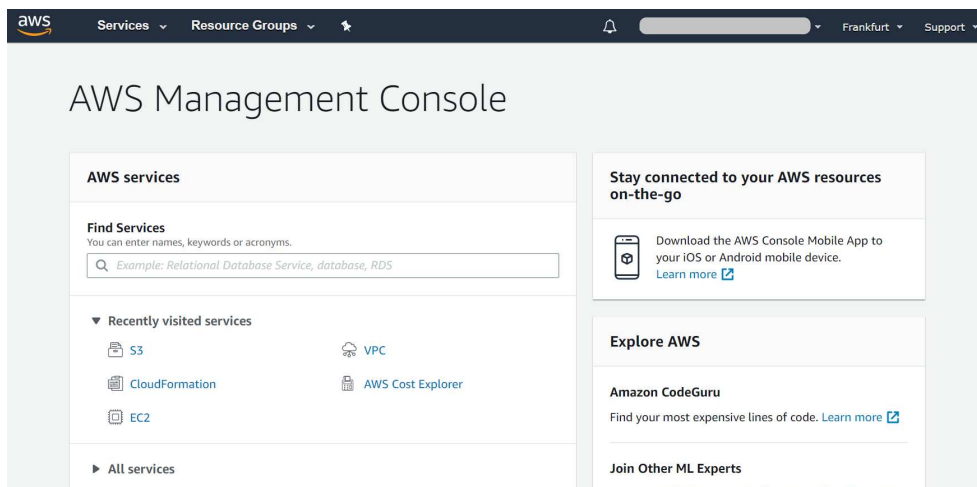 aws
Services
Resource Groups
Frankfurt
Support
AWS Management Console
AWS services
Find Services
You can enter names, keywords or acronyms.
Example: Relational Database Service, database, RDS
Recently visited services
S3
VPC
CloudFormation
AWS Cost Explorer
EC2
All services
Stay connected to your AWS resources
on-the-go
Download the AWS Console Mobile App to
your iOS or Android mobile device.
Learn more
Explore AWS
Amazon CodeGuru
Find your most expensive lines of code. Learn more
Join Other ML Experts